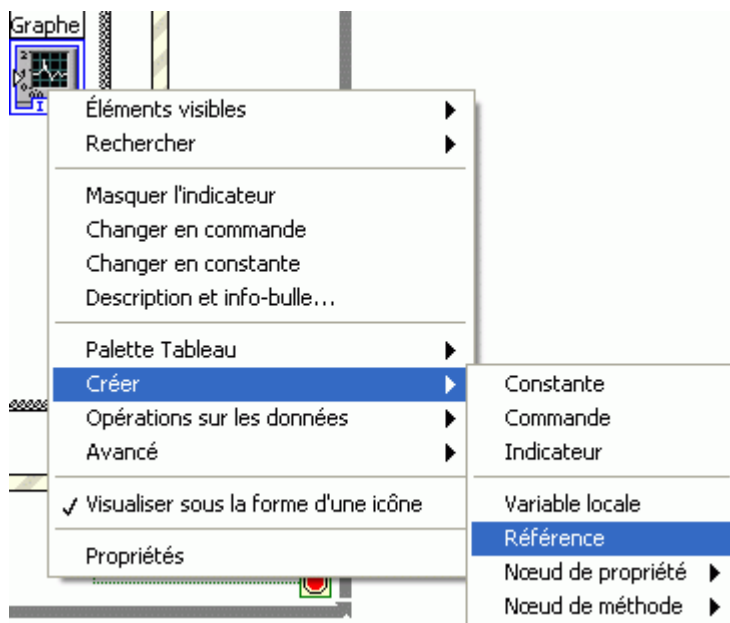 Graphe
Éléments visibles
Rechercher
Masquer l'indicateur
Changer en commande
Changer en constante
Description et info-bulle...
Palette Tableau
Créer
Opérations sur les données
Avancé
Visualiser sous la forme d'une icône
Propriétés
Constante
Commande
Indicateur
Variable locale
Référence
Nœud de propriété
Nœud de méthode